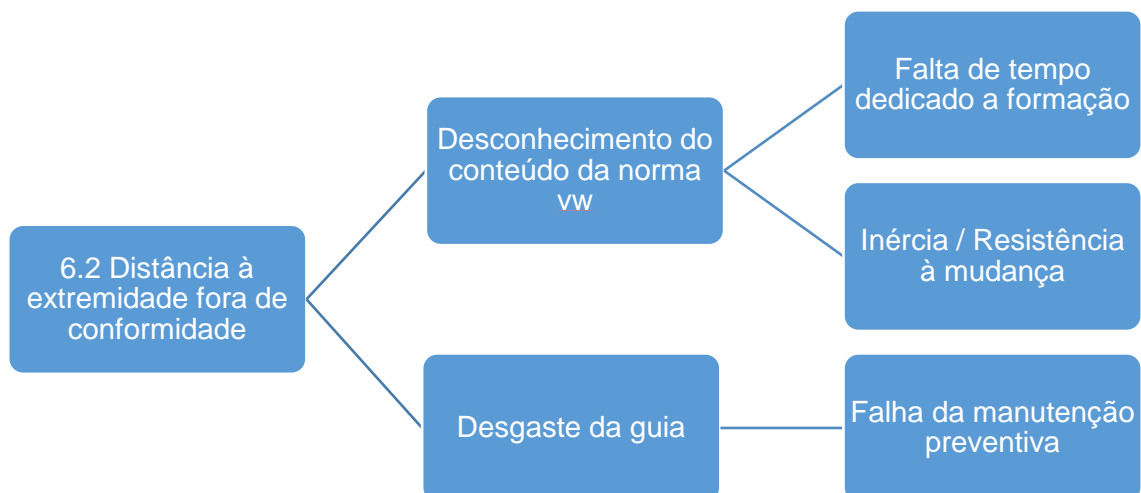 6.2 Distância à
extremidade fora de
conformidade
Desconhecimento do
conteúdo da norma
vw
Falta de tempo
dedicado a formação
Inércia / Resistência
à mudança
Desgaste da guia
Falha da manutenção
preventiva